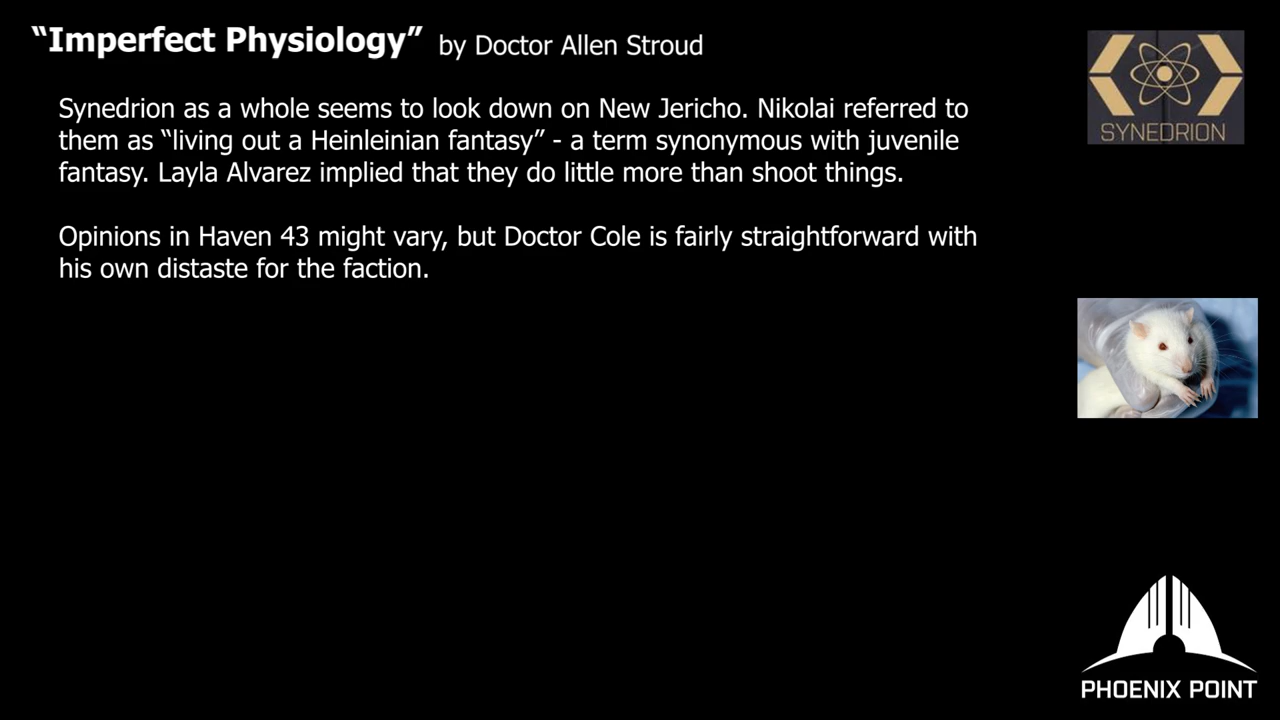 “Imperfect Physiology” by Doctor Allen Stroud
SYNEDRION
Synedrion as a whole seems to look down on New Jericho. Nikolai referred to
them as “living out a Heinleinian fantasy” - a term synonymous with juvenile
fantasy. Layla Alvarez implied that they do little more than shoot things.
Opinions in Haven 43 might vary, but Doctor Cole is fairly straightforward with
his own distaste for the faction.
PHOENIX POINT